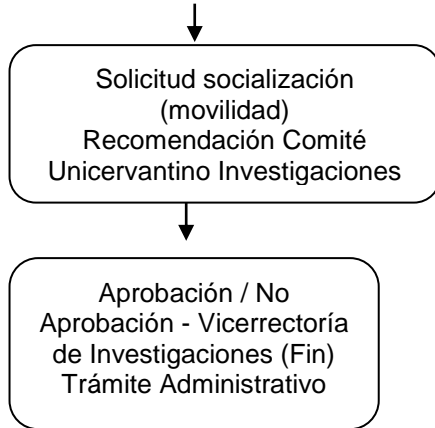 Solicitud socialización
(movilidad)
Recomendación Comité
Unicervantino Investigaciones
Aprobación / No
Aprobación - Vicerrectoría
de Investigaciones (Fin)
Trámite Administrativo